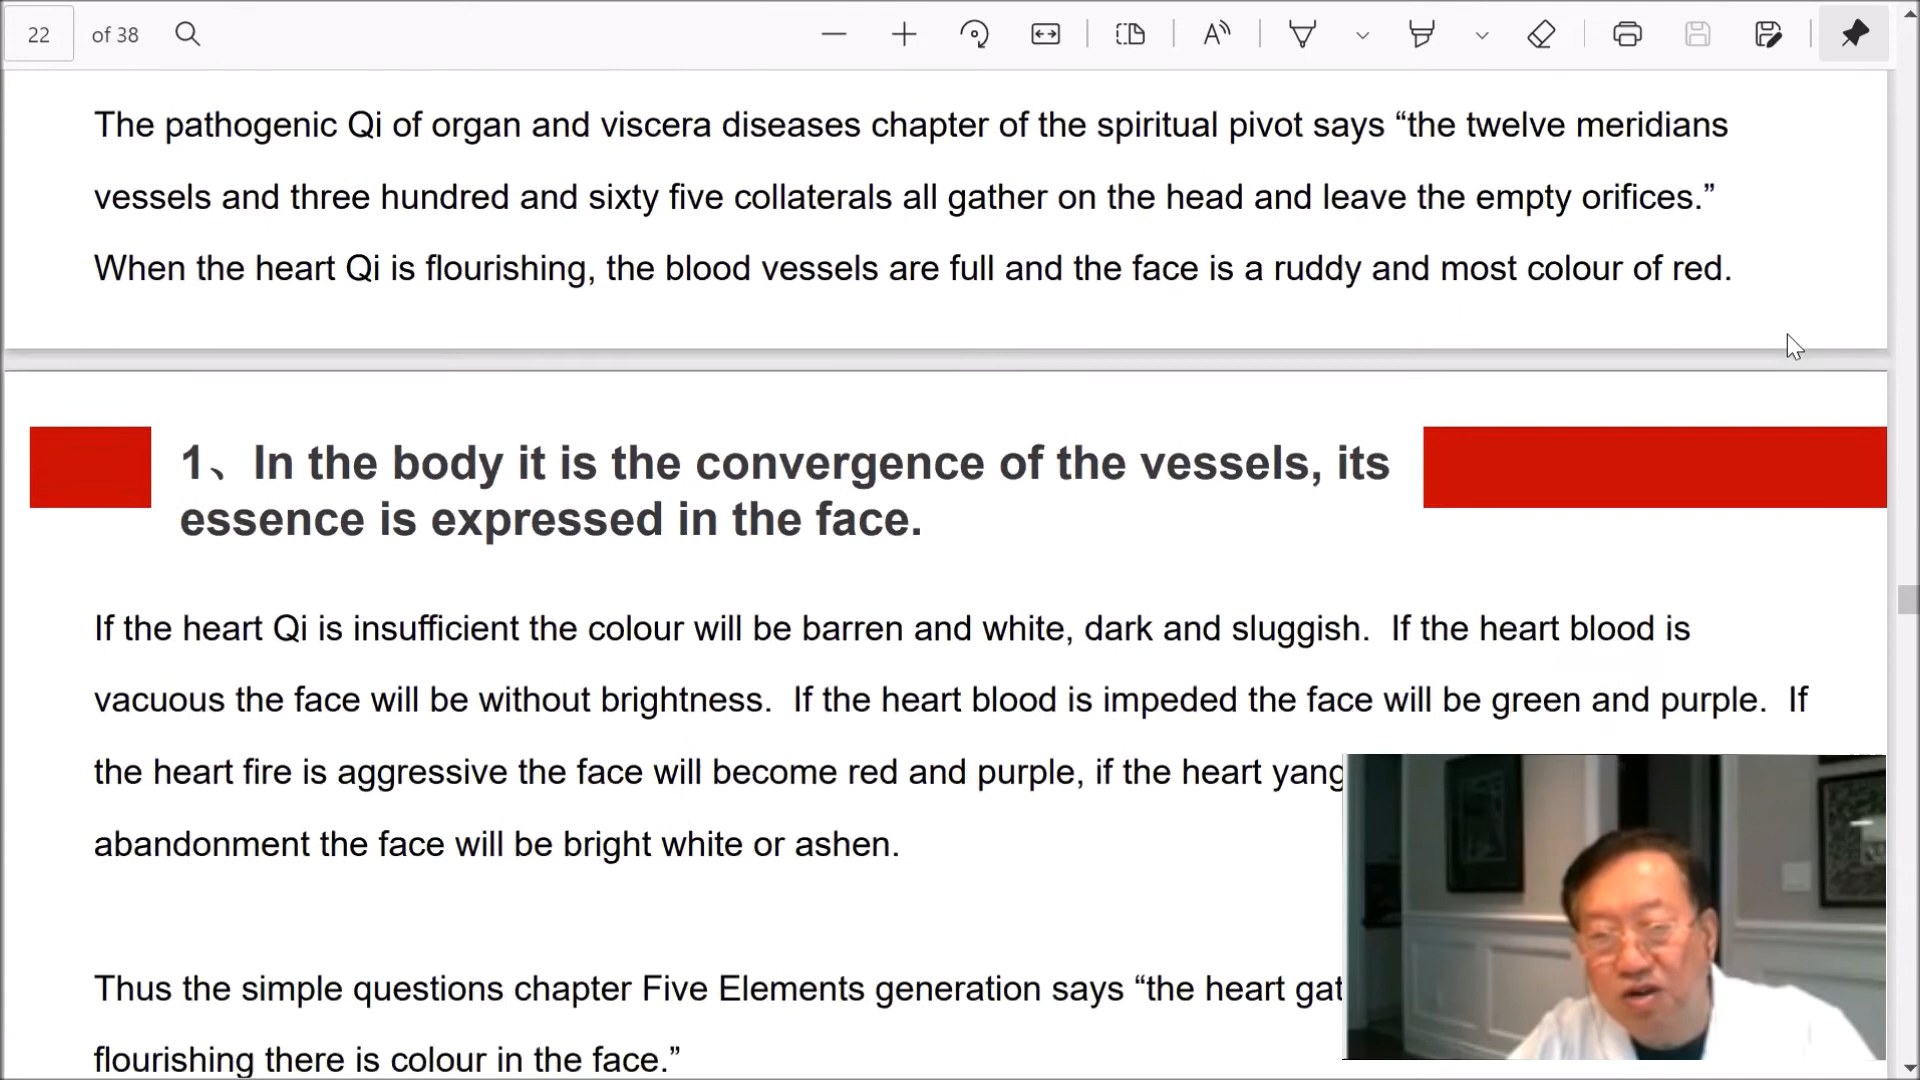 22 of 38
The pathogenic Qi of organ and viscera diseases chapter of the spiritual pivot says “the twelve meridians
vessels and three hundred and sixty five collaterals all gather on the head and leave the empty orifices.”
When the heart Qi is flourishing, the blood vessels are full and the face is a ruddy and most colour of red.
1、In the body it is the convergence of the vessels, its
essence is expressed in the face.
If the heart Qi is insufficient the colour will be barren and white, dark and sluggish.  If the heart blood is
vacuous the face will be without brightness.  If the heart blood is impeded the face will be green and purple.  If
the heart fire is aggressive the face will become red and purple, if the heart yang
abandonment the face will be bright white or ashen.
Thus the simple questions chapter Five Elements generation says “the heart gat
flourishing there is colour in the face.”